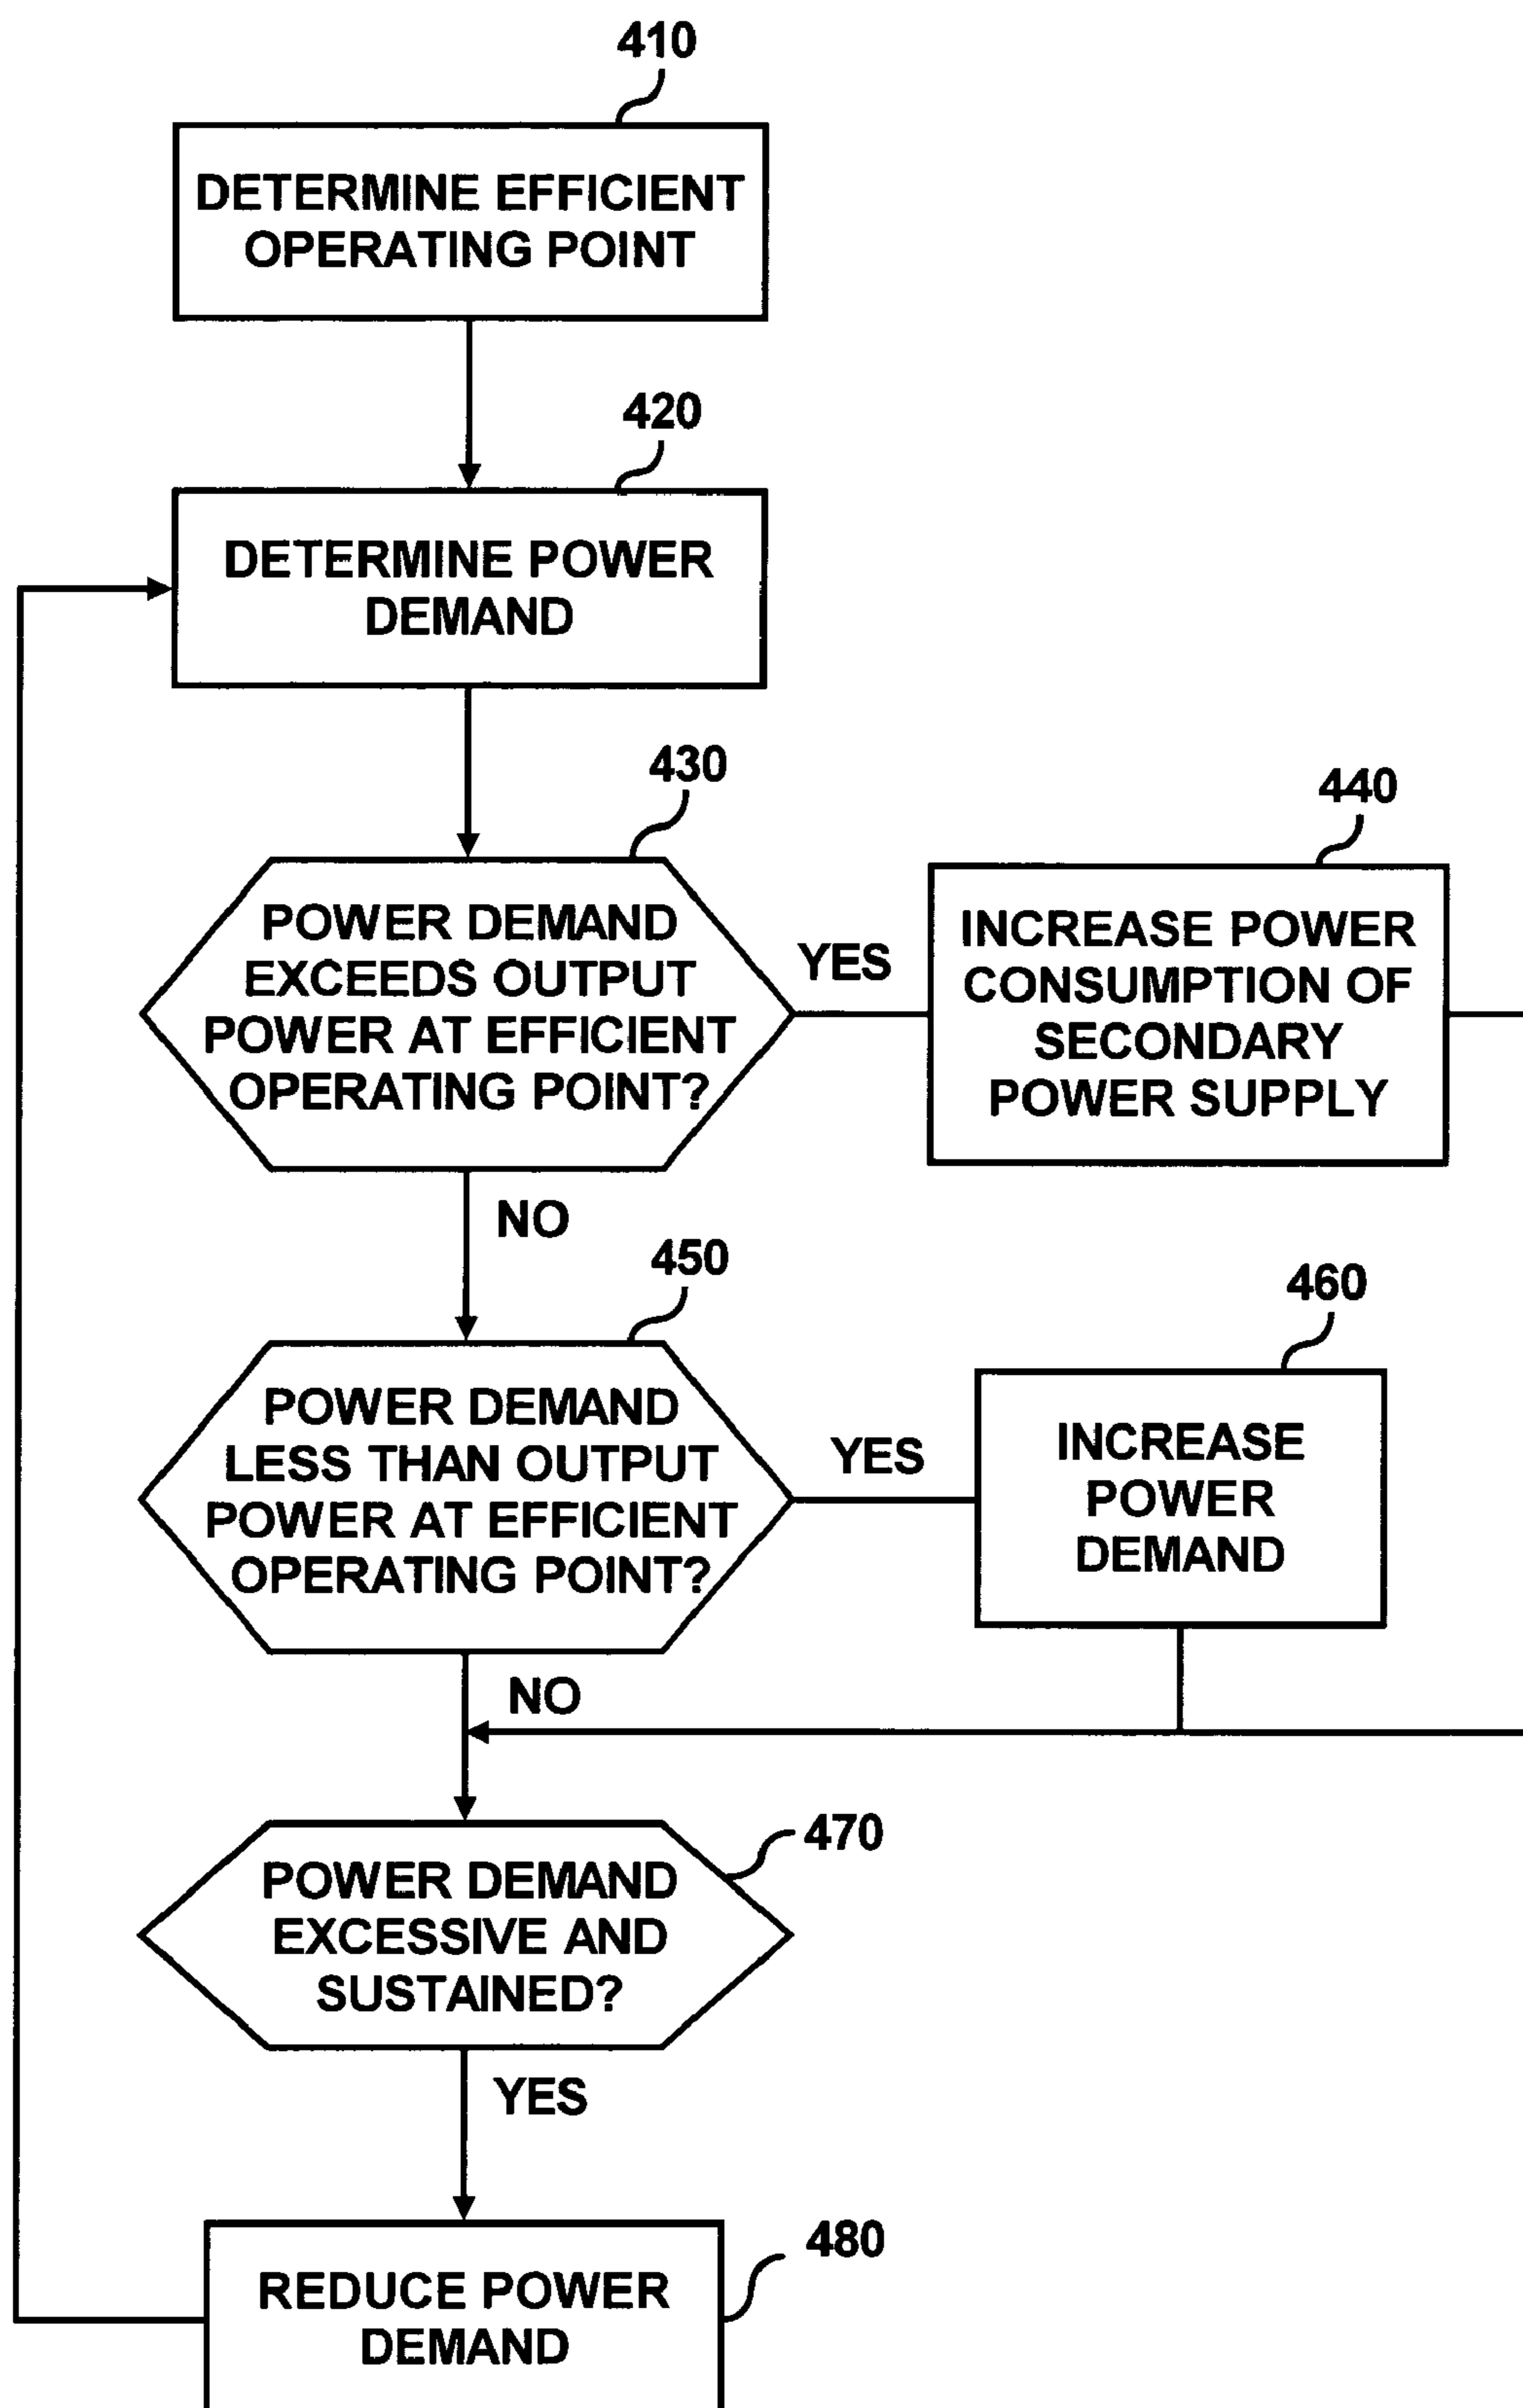 410
DETERMINE EFFICIENT
OPERATING POINT
420
DETERMINE POWER
DEMAND
430
POWER DEMAND
EXCEEDS OUTPUT
POWER AT EFFICIENT
OPERATING POINT?
YES
440
INCREASE POWER
CONSUMPTION OF
SECONDARY
POWER SUPPLY
NO
450
POWER DEMAND
LESS THAN OUTPUT
POWER AT EFFICIENT
OPERATING POINT?
YES
460
INCREASE
POWER
DEMAND
NO
470
POWER DEMAND
EXCESSIVE AND
SUSTAINED?
YES
480
REDUCE POWER
DEMAND